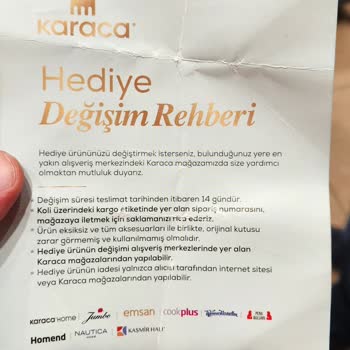 Karaca
Hediye
Değişim Rehberi
Hediye ürününüzü değiştirmek isterseniz, bulunduğunuz yere en
yakın alışveriş merkezindeki Karaca mağazamızda size yardımcı
olmaktan mutluluk duyarız.
» Değişim süresi teslimat tarihinden itibaren 14 gündür.
» Koli üzerindeki kargo etiketinde yer alan sipariş numarasını,
mağazaya iletmek için saklamanızı rica ederiz.
» Ürün eksiksiz ve tüm aksesuarları ile birlikte, orijinal kutusu
zarar görmemiş ve kullanılmamış olmalıdır.
» Hediye ürünün değişimi alışveriş merkezlerinde yer alan
Karaca mağazalarından yapılabilir.
» Hediye ürünün iadesi yalnızca alıcısı tarafından internet sitesi
veya Karaca mağazalarından yapılabilir.
KARACA HOME Jumbo emsan cookplus
Homend NAUTICA HOME KAŞMİR HALI